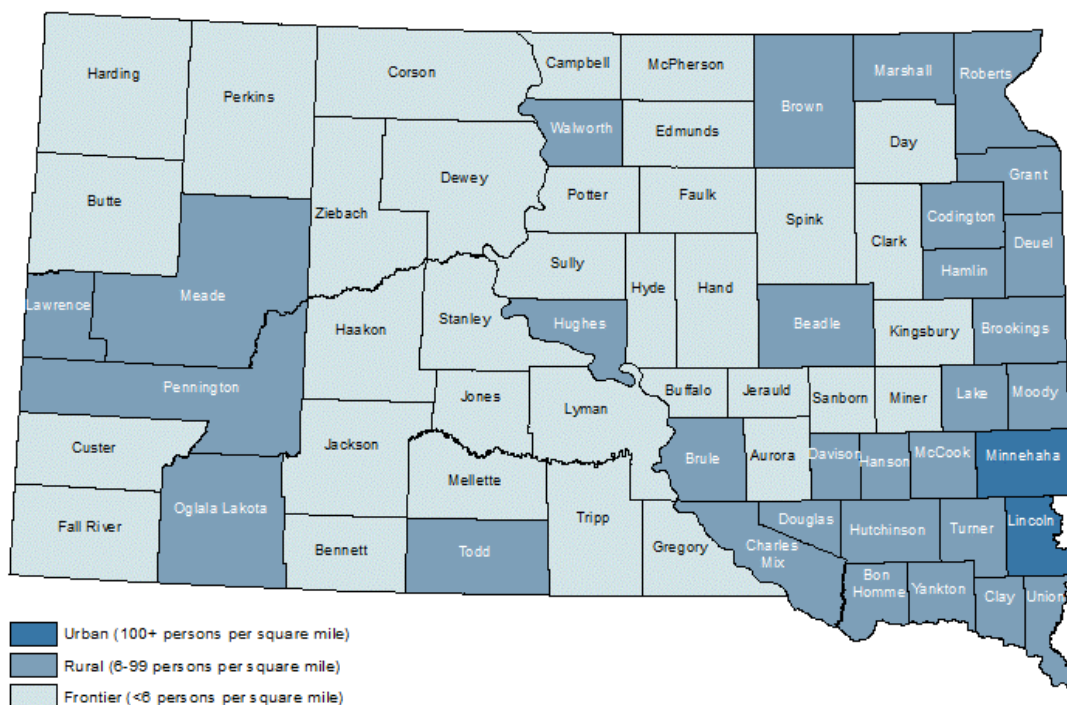 Harding
Perkins
Corson
Campbell
McPherson
Brown
Marshall
Roberts
Walworth
Edmunds
Day
Butte
Ziebach
Dewey
Potter
Faulk
Spink
Clark
Codington
Grant
Deuel
Hamlin
Lawrence
Meade
Sully
Hyde
Hand
Haakon
Stanley
Hughes
Beadle
Kingsbury
Brookings
Pennington
Jones
Lyman
Buffalo
Jerauld
Sanborn
Miner
Lake
Moody
Custer
Jackson
Mellette
Brule
Aurora
Davison
Hanson
McCook
Minnehaha
Fall River
Oglala Lakota
Bennett
Todd
Tripp
Gregory
Charles
Mix
Douglas
Hutchinson
Turner
Lincoln
Bon
Homme
Yankton
Clay
Union
Urban (100+ persons per square mile)
Rural (6-99 persons per square mile)
Frontier (<6 persons per square mile)